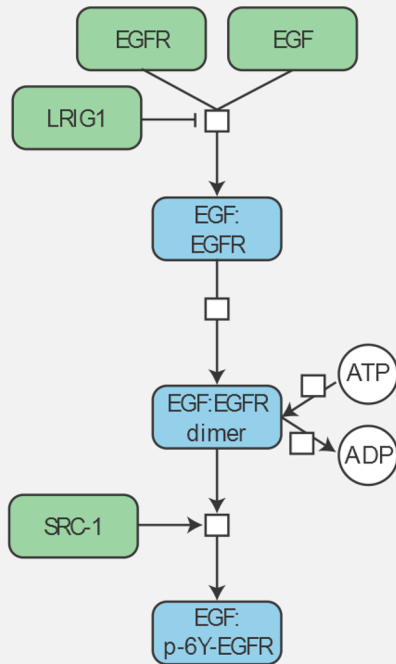 EGFR
EGF
LRIG1
EGF:
EGFR
ATP
EGF:EGFR
dimer
ADP
SRC-1
EGF:
p-6Y-EGFR